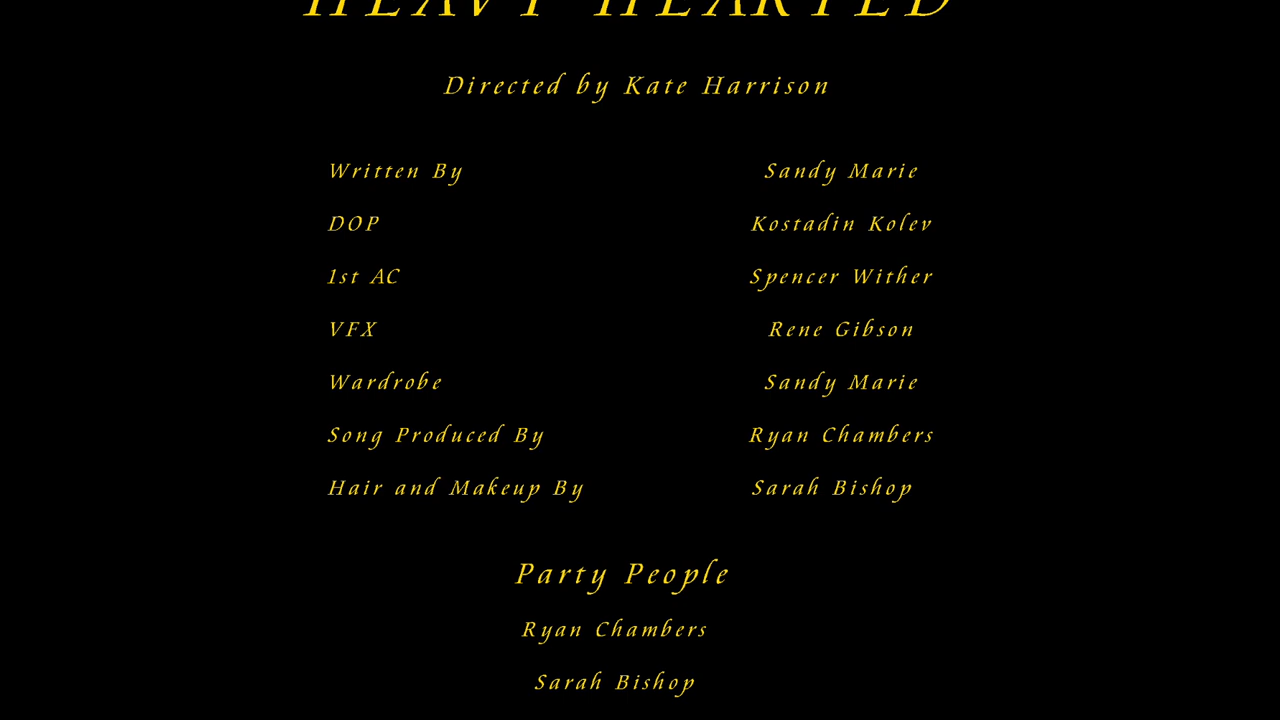 HEAVY HEARTED
Directed by Kate Harrison
Written By Sandy Marie
DOP Kostadin Kolev
1st AC Spencer Wither
VFX Rene Gibson
Wardrobe Sandy Marie
Song Produced By Ryan Chambers
Hair and Makeup By Sarah Bishop
Party People
Ryan Chambers
Sarah Bishop